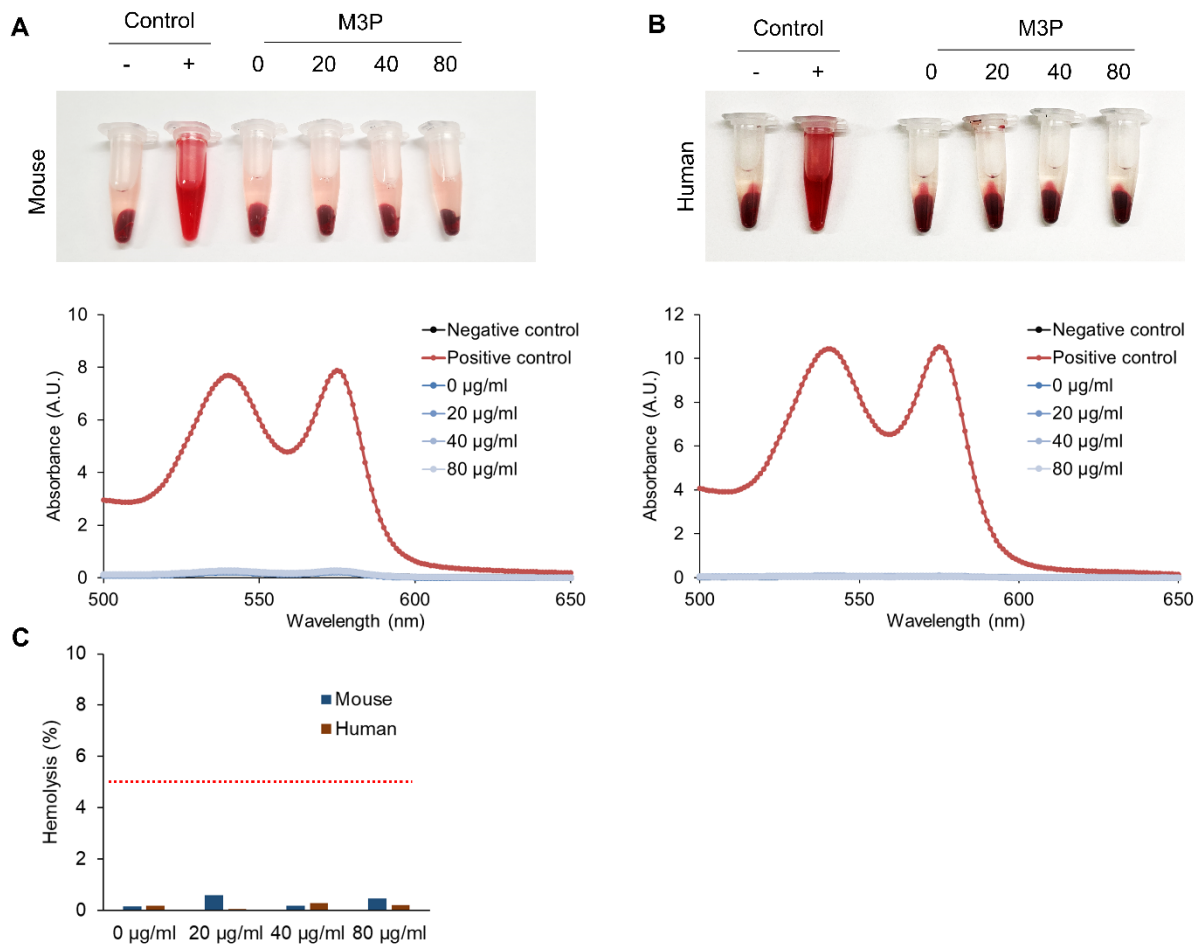 A
Control
M3P
- + 0 20 40 80
Mouse
B
Control
M3P
- + 0 20 40 80
Human
10
8
6
4
2
0
Absorbance (A.U.)
500 550 600 650
Wavelength (nm)
Negative control
Positive control
0 µg/ml
20 µg/ml
40 µg/ml
80 µg/ml
12
10
8
6
4
2
0
Absorbance (A.U.)
500 550 600 650
Wavelength (nm)
Negative control
Positive control
0 µg/ml
20 µg/ml
40 µg/ml
80 µg/ml
C
10
8
6
4
2
0
Hemolysis (%)
Mouse
Human
0 µg/ml 20 µg/ml 40 µg/ml 80 µg/ml